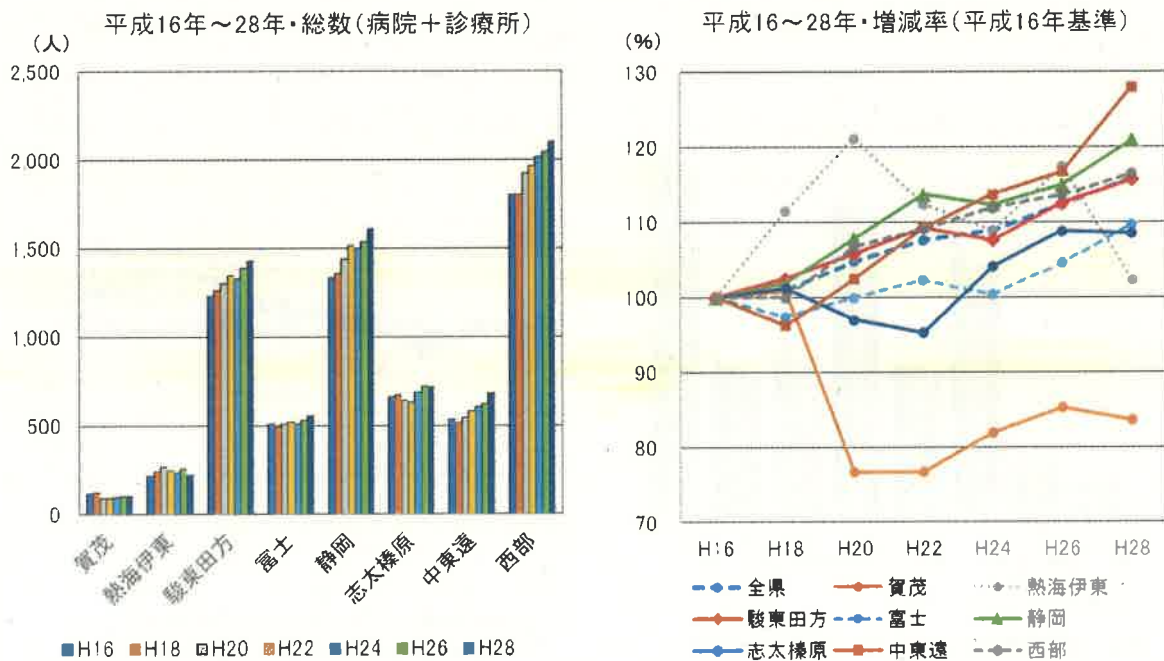 平成16年～28年・総数(病院＋診療所)
(人)
2,500
2,000
1,500
1,000
500
0
賀茂
熱海伊東
駿東田方
富士
静岡
志太榛原
中東遠
西部
H16 H18 H20 H22 H24 H26 H28
平成16～28年・増減率(平成16年基準)
(%)
130
120
110
100
90
80
70
H16 H18 H20 H22 H24 H26 H28
全県 賀茂 熱海伊東
駿東田方 富士 静岡
志太榛原 中東遠 西部